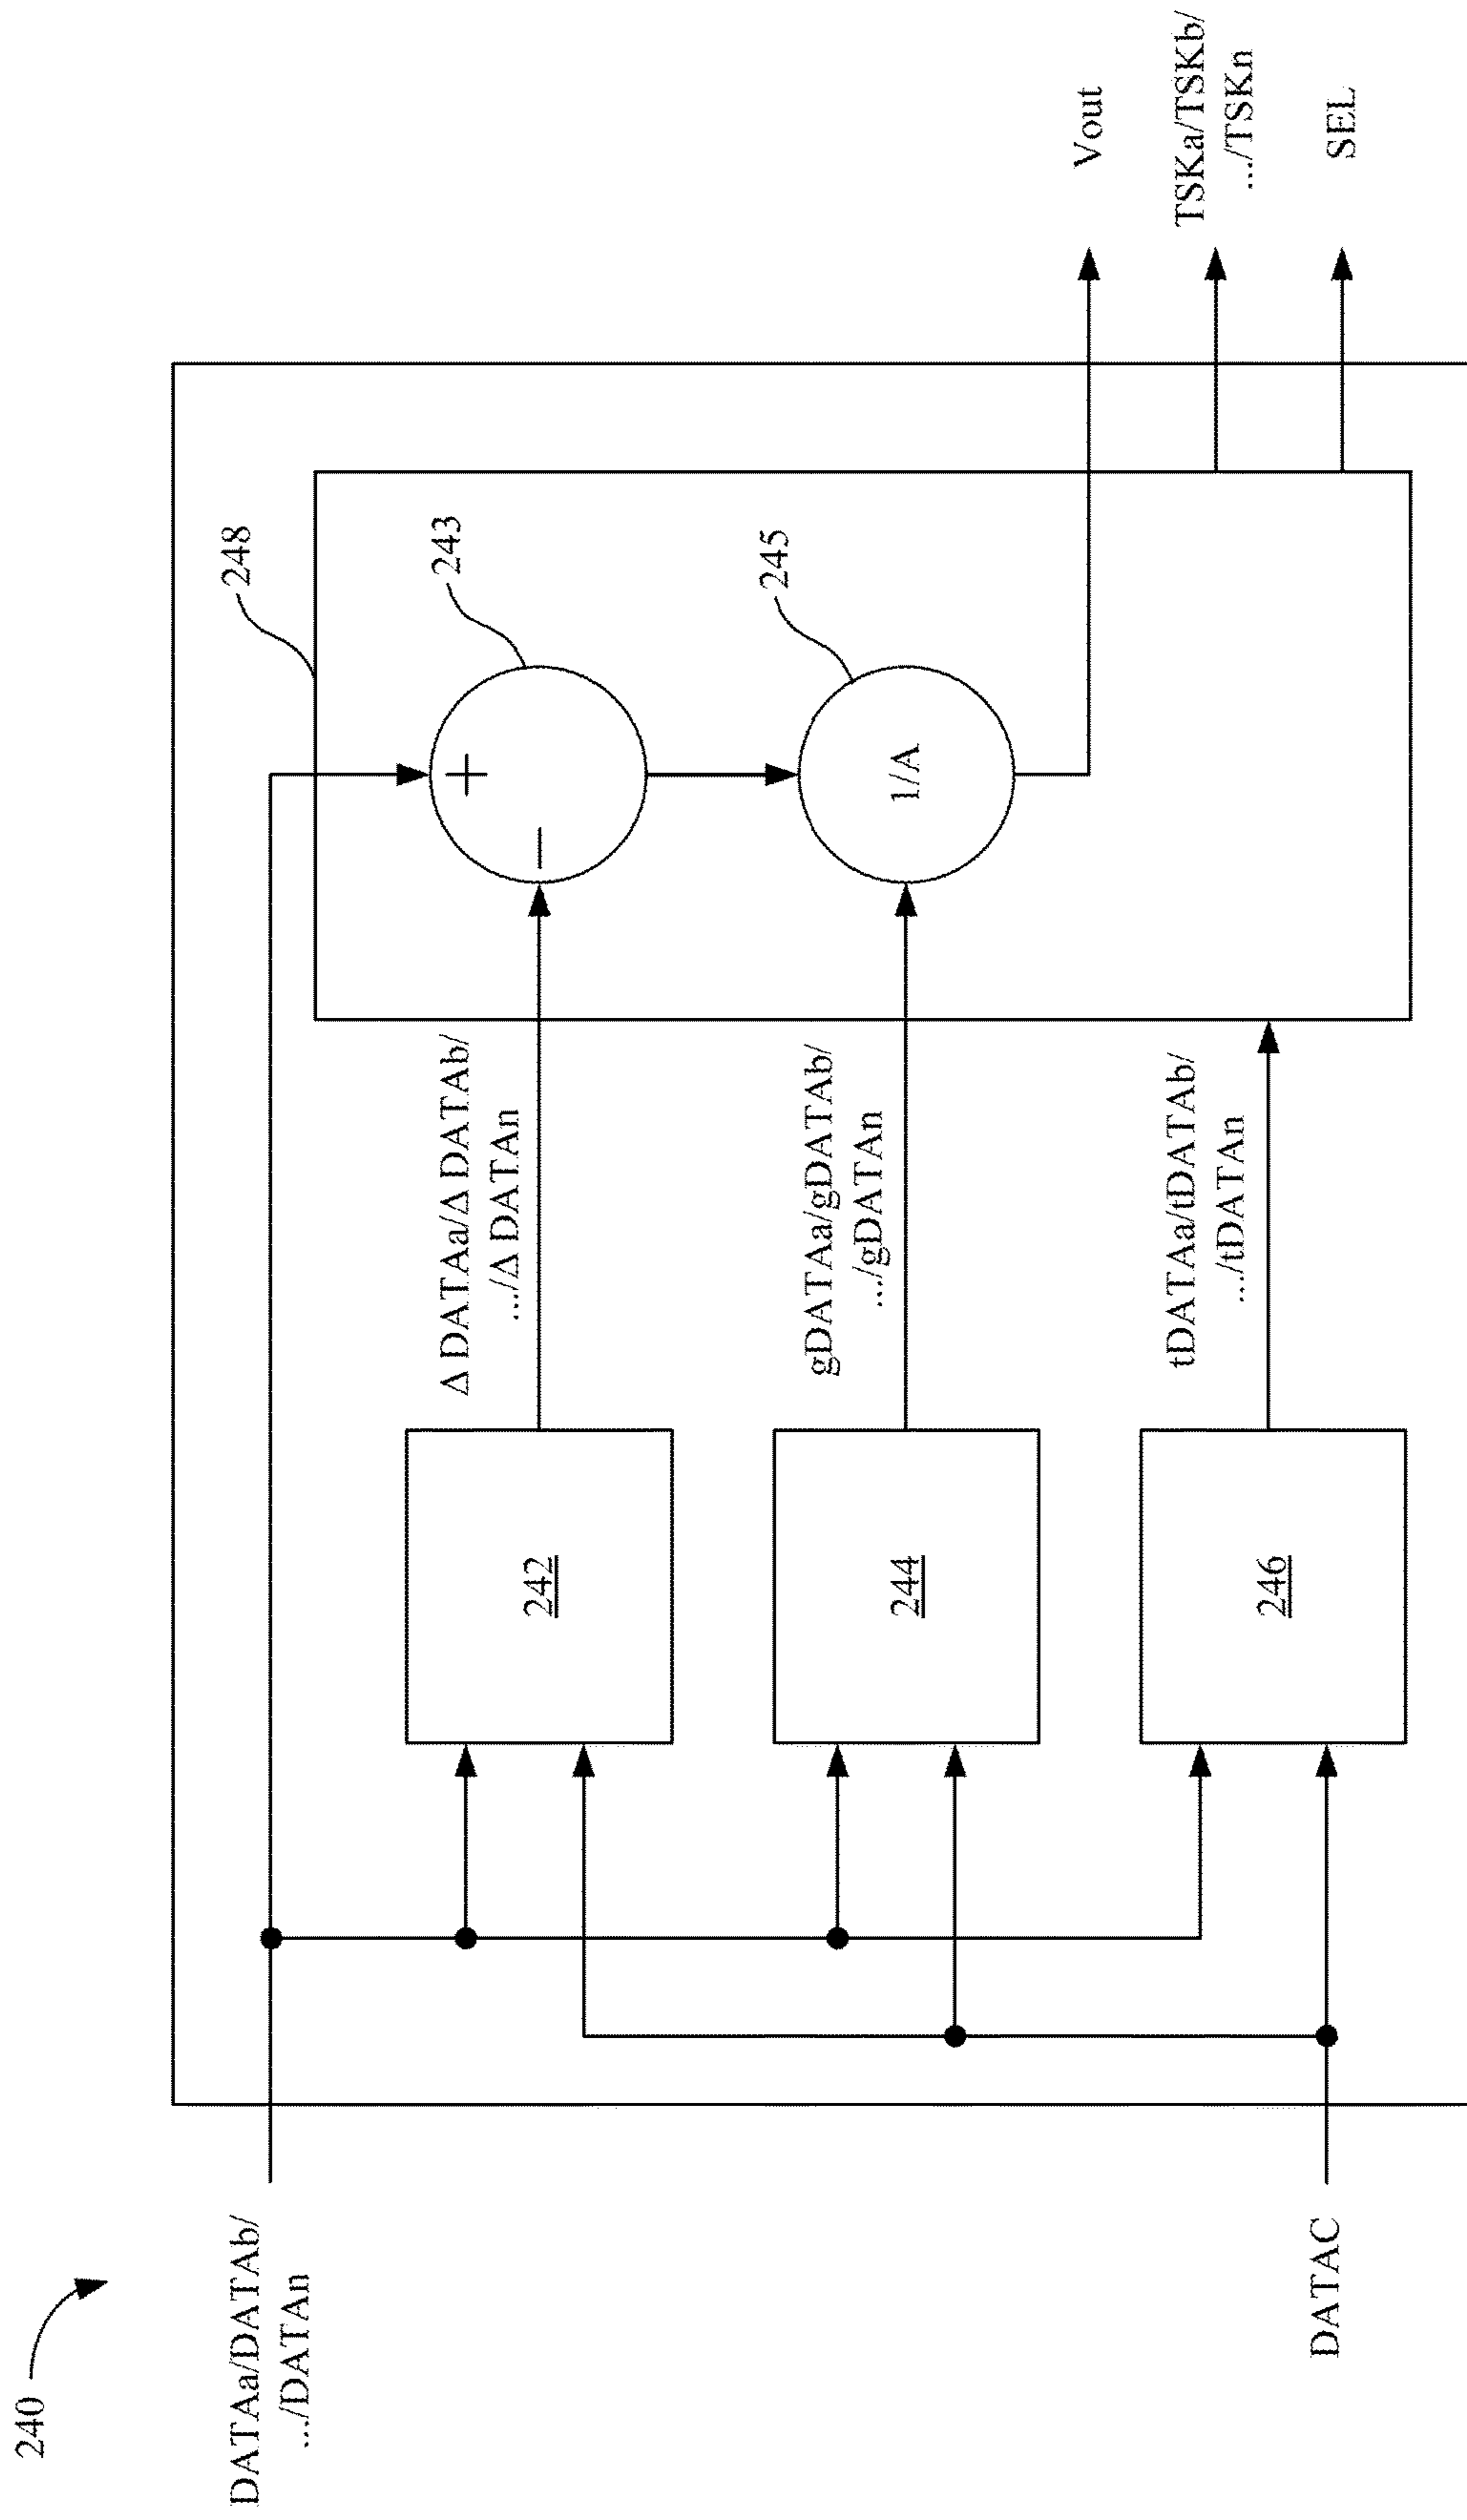 240
DATAa/DATAb/
.../DATAn
DATAC
242
244
246
Δ DATAa/Δ DATAb/
.../Δ DATAn
gDATAa/gDATAb/
.../gDATAn
tDATAa/tDATAb/
.../tDATAn
248
243
+
−
245
1/A
Vout
TSKa/TSKb/
.../TSKn
SEL